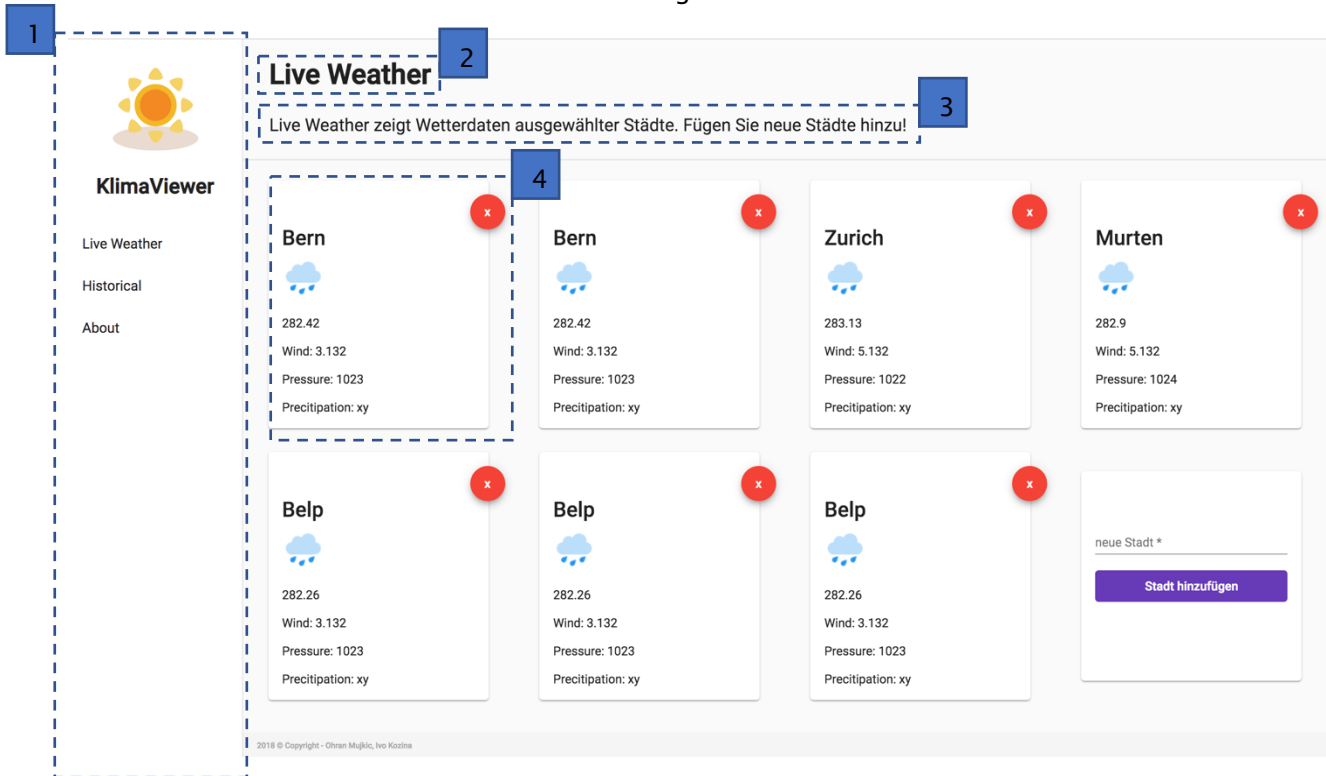 1
2
Live Weather
3
Live Weather zeigt Wetterdaten ausgewählter Städte. Fügen Sie neue Städte hinzu!
4
KlimaViewer
Live Weather
Historical
About
x
Bern
282.42
Wind: 3.132
Pressure: 1023
Precitipation: xy
x
Bern
282.42
Wind: 3.132
Pressure: 1023
Precitipation: xy
x
Zurich
283.13
Wind: 5.132
Pressure: 1022
Precitipation: xy
x
Murten
282.9
Wind: 5.132
Pressure: 1024
Precitipation: xy
x
Belp
282.26
Wind: 3.132
Pressure: 1023
Precitipation: xy
x
Belp
282.26
Wind: 3.132
Pressure: 1023
Precitipation: xy
x
Belp
282.26
Wind: 3.132
Pressure: 1023
Precitipation: xy
neue Stadt *
Stadt hinzufügen
2018 © Copyright - Ohran Mujkic, Ivo Kozina